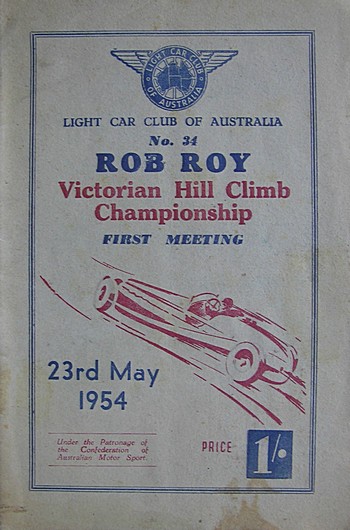 LIGHT CAR CLUB
OF AUSTRALIA
LIGHT CAR CLUB OF AUSTRALIA
No. 34
ROB ROY
Victorian Hill Climb
Championship
FIRST MEETING
23rd May
1954
Under the Patronage of
the Confederation of
Australian Motor Sport.
PRICE 1/-